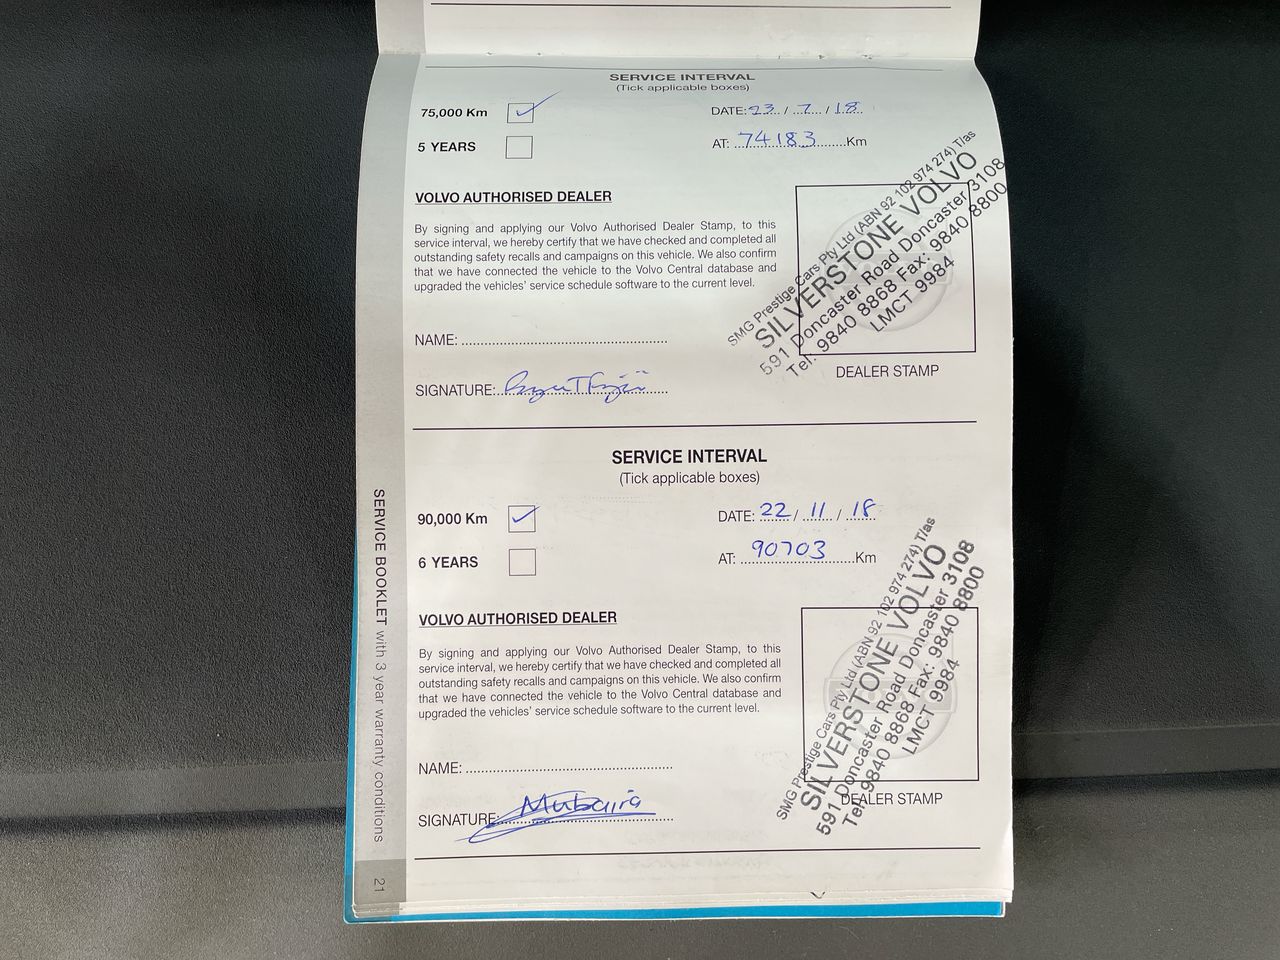 SERVICE INTERVAL
(Tick applicable boxes)
75,000 Km
DATE: 23 / 7 / 18
5 YEARS
AT: 74183 Km
VOLVO AUTHORISED DEALER
By signing and applying our Volvo Authorised Dealer Stamp, to this
service interval, we hereby certify that we have checked and completed all
outstanding safety recalls and campaigns on this vehicle. We also confirm
that we have connected the vehicle to the Volvo Central database and
upgraded the vehicles' service schedule software to the current level.
SMG Prestige Cars Pty Ltd (ABN 92 102 974 274) T/as
SILVERSTONE VOLVO
591 Doncaster Road Doncaster 3108
Tel: 9840 8868 Fax: 9840 8800
LMCT 9984
NAME:
DEALER STAMP
SIGNATURE:
SERVICE INTERVAL
(Tick applicable boxes)
90,000 Km
DATE: 22 / 11 / 18
6 YEARS
AT: 90703 Km
VOLVO AUTHORISED DEALER
By signing and applying our Volvo Authorised Dealer Stamp, to this
service interval, we hereby certify that we have checked and completed all
outstanding safety recalls and campaigns on this vehicle. We also confirm
that we have connected the vehicle to the Volvo Central database and
upgraded the vehicles' service schedule software to the current level.
SMG Prestige Cars Pty Ltd (ABN 92 102 974 274) T/as
SILVERSTONE VOLVO
591 Doncaster Road Doncaster 3108
Tel: 9840 8868 Fax: 9840 8800
LMCT 9984
NAME:
DEALER STAMP
SIGNATURE:
SERVICE BOOKLET with 3 year warranty conditions
21